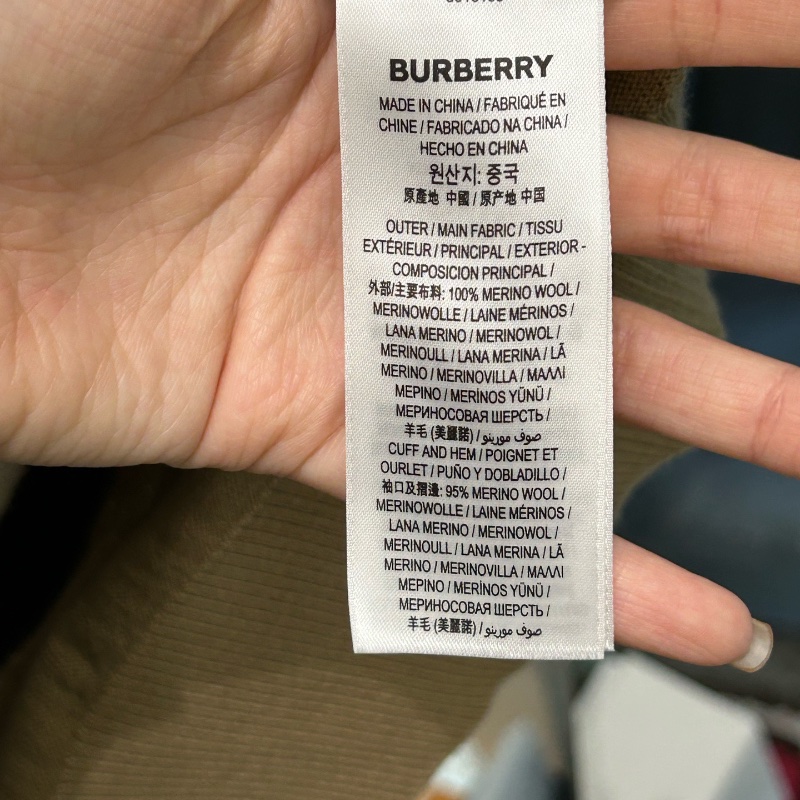 BURBERRY
MADE IN CHINA / FABRIQUÉ EN
CHINE / FABRICADO NA CHINA /
HECHO EN CHINA
원산지: 중국
原產地 中國 / 原产地 中国
OUTER / MAIN FABRIC / TISSU
EXTÉRIEUR / PRINCIPAL / EXTERIOR -
COMPOSICION PRINCIPAL /
外部/主要布料: 100% MERINO WOOL /
MERINOWOLLE / LAINE MÉRINOS /
LANA MERINO / MERINOWOL /
MERINOULL / LANA MERINA / LÃ
MERINO / MERINOVILLA / ΜΑΛΛΙ
ΜΕΡΙΝΟ / MERİNOS YÜNÜ /
МЕРИНОСОВАЯ ШЕРСТЬ /
羊毛 (美麗諾) / صوف مورينو
CUFF AND HEM / POIGNET ET
OURLET / PUÑO Y DOBLADILLO /
袖口及摺邊: 95% MERINO WOOL /
MERINOWOLLE / LAINE MÉRINOS /
LANA MERINO / MERINOWOL /
MERINOULL / LANA MERINA / LÃ
MERINO / MERINOVILLA / ΜΑΛΛΙ
ΜΕΡΙΝΟ / MERİNOS YÜNÜ /
МЕРИНОСОВАЯ ШЕРСТЬ /
羊毛 (美麗諾) / صوف مورينو